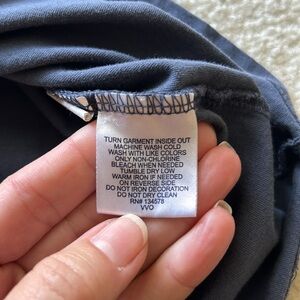 TURN GARMENT INSIDE OUT
MACHINE WASH COLD
WASH WITH LIKE COLORS
ONLY NON-CHLORINE
BLEACH WHEN NEEDED
TUMBLE DRY LOW
WARM IRON IF NEEDED
ON REVERSE SIDE
DO NOT IRON DECORATION
DO NOT DRY CLEAN
RN# 134578
VVO